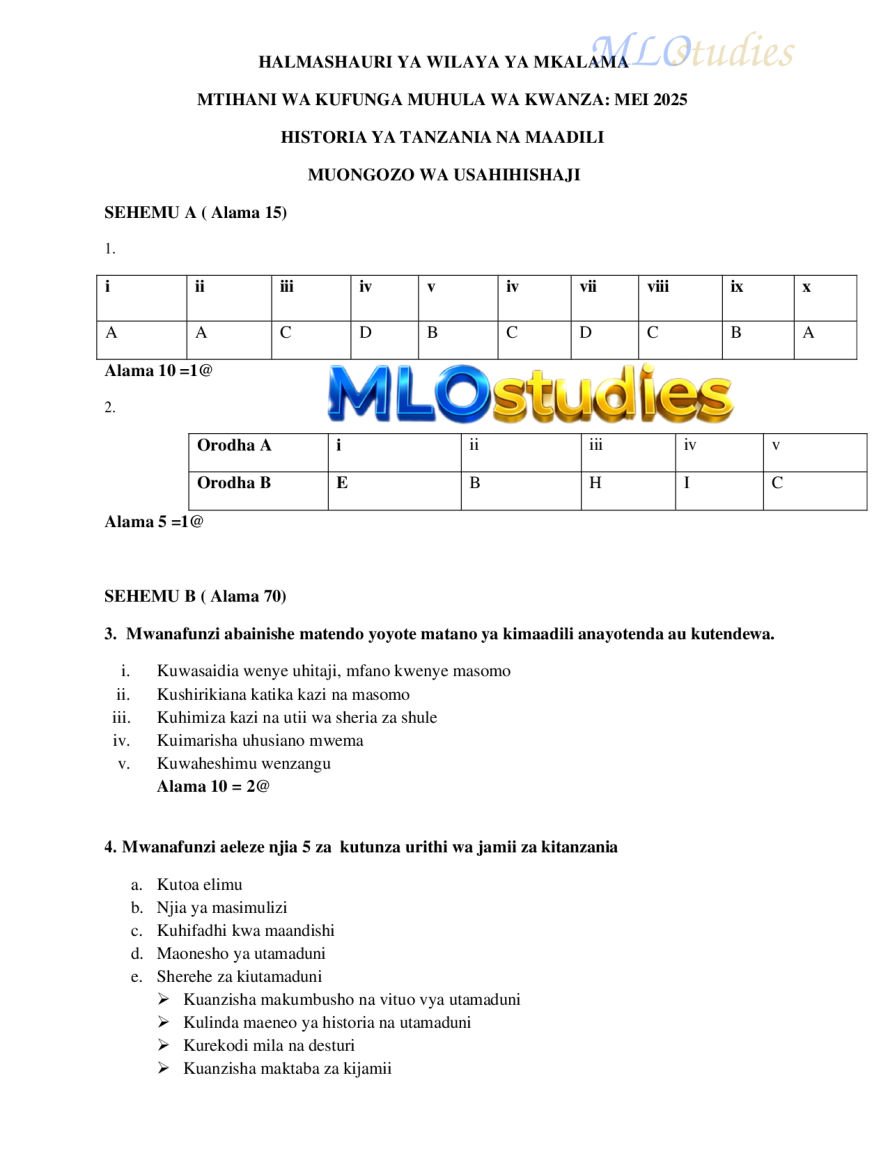 MLOstudies
HALMASHAURI YA WILAYA YA MKALAMA
MTIHANI WA KUFUNGA MUHULA WA KWANZA: MEI 2025
HISTORIA YA TANZANIA NA MAADILI
MUONGOZO WA USAHIHISHAJI
SEHEMU A ( Alama 15)
1.
i ii iii iv v iv vii viii ix x
A A C D B C D C B A
Alama 10 =1@
MLOstudies
2.
Orodha A i ii iii iv v
Orodha B E B H I C
Alama 5 =1@
SEHEMU B ( Alama 70)
3. Mwanafunzi abainishe matendo yoyote matano ya kimaadili anayotenda au kutendewa.
i. Kuwasaidia wenye uhitaji, mfano kwenye masomo
ii. Kushirikiana katika kazi na masomo
iii. Kuhimiza kazi na utii wa sheria za shule
iv. Kuimarisha uhusiano mwema
v. Kuwaheshimu wenzangu
Alama 10 = 2@
4. Mwanafunzi aeleze njia 5 za kutunza urithi wa jamii za kitanzania
a. Kutoa elimu
b. Njia ya masimulizi
c. Kuhifadhi kwa maandishi
d. Maonesho ya utamaduni
e. Sherehe za kiutamaduni
➢ Kuanzisha makumbusho na vituo vya utamaduni
➢ Kulinda maeneo ya historia na utamaduni
➢ Kurekodi mila na desturi
➢ Kuanzisha maktaba za kijamii